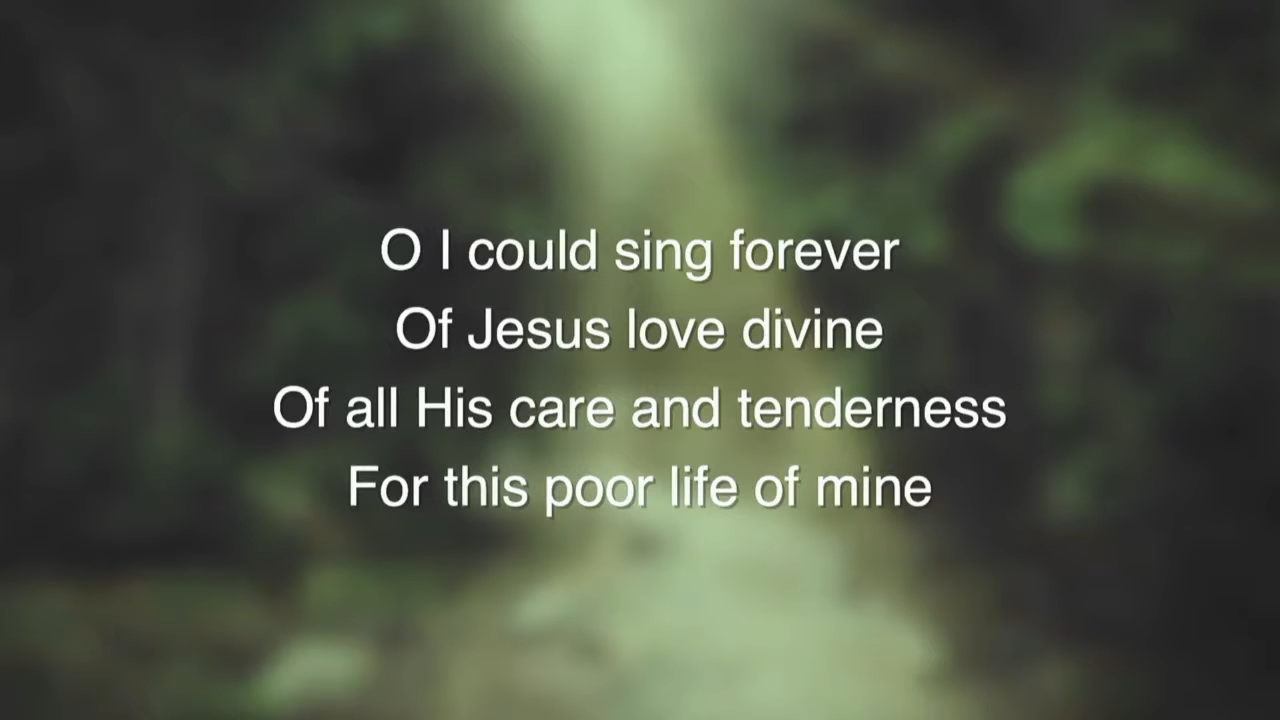 O I could sing forever
Of Jesus love divine
Of all His care and tenderness
For this poor life of mine